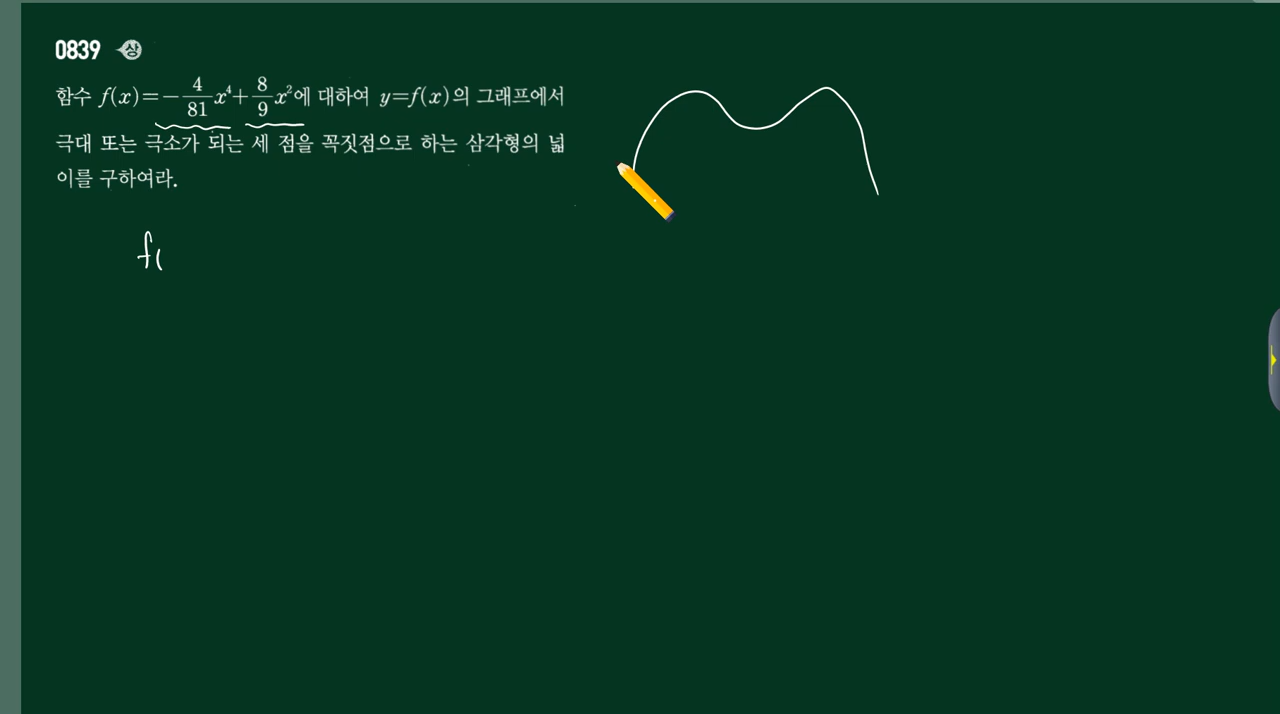 0839 상
함수 f(x)=-4/81x⁴+8/9x²에 대하여 y=f(x)의 그래프에서
극대 또는 극소가 되는 세 점을 꼭짓점으로 하는 삼각형의 넓
이를 구하여라.
f(